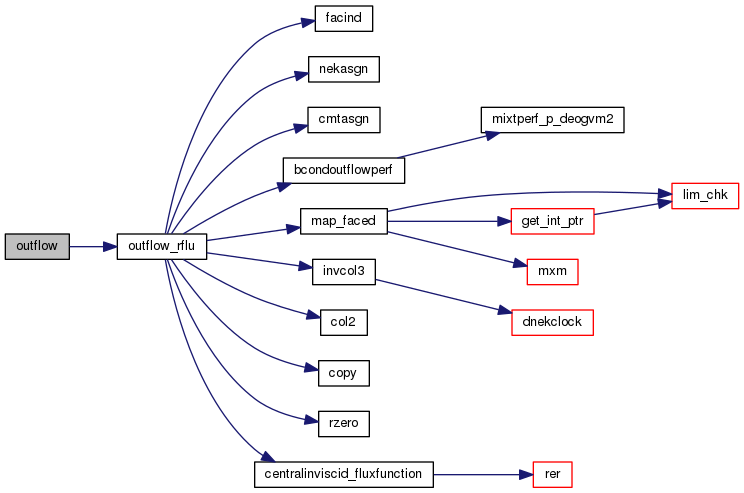 facind
nekasgn
cmtasgn
mixtperf_p_deogvm2
bcondoutflowperf
lim_chk
map_faced
get_int_ptr
outflow
outflow_rflu
invcol3
mxm
col2
dnekclock
copy
rzero
centralinviscid_fluxfunction
rer